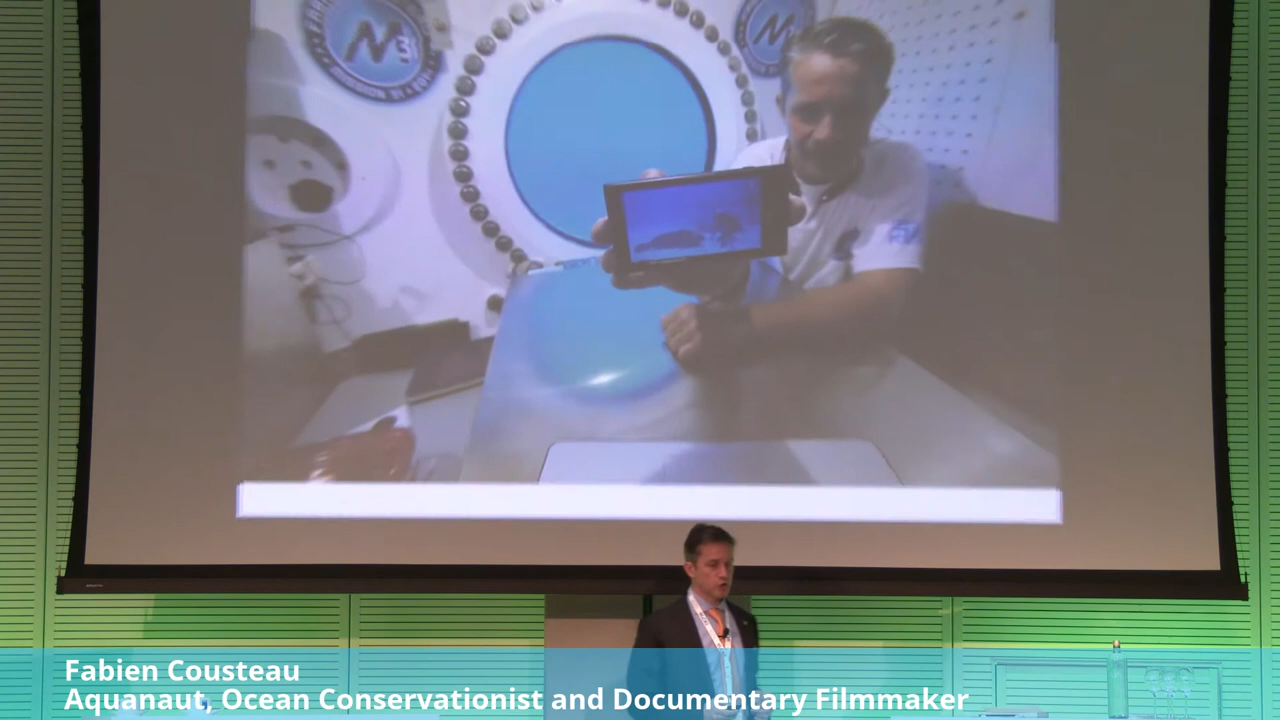 Fabien Cousteau
Aquanaut, Ocean Conservationist and Documentary Filmmaker